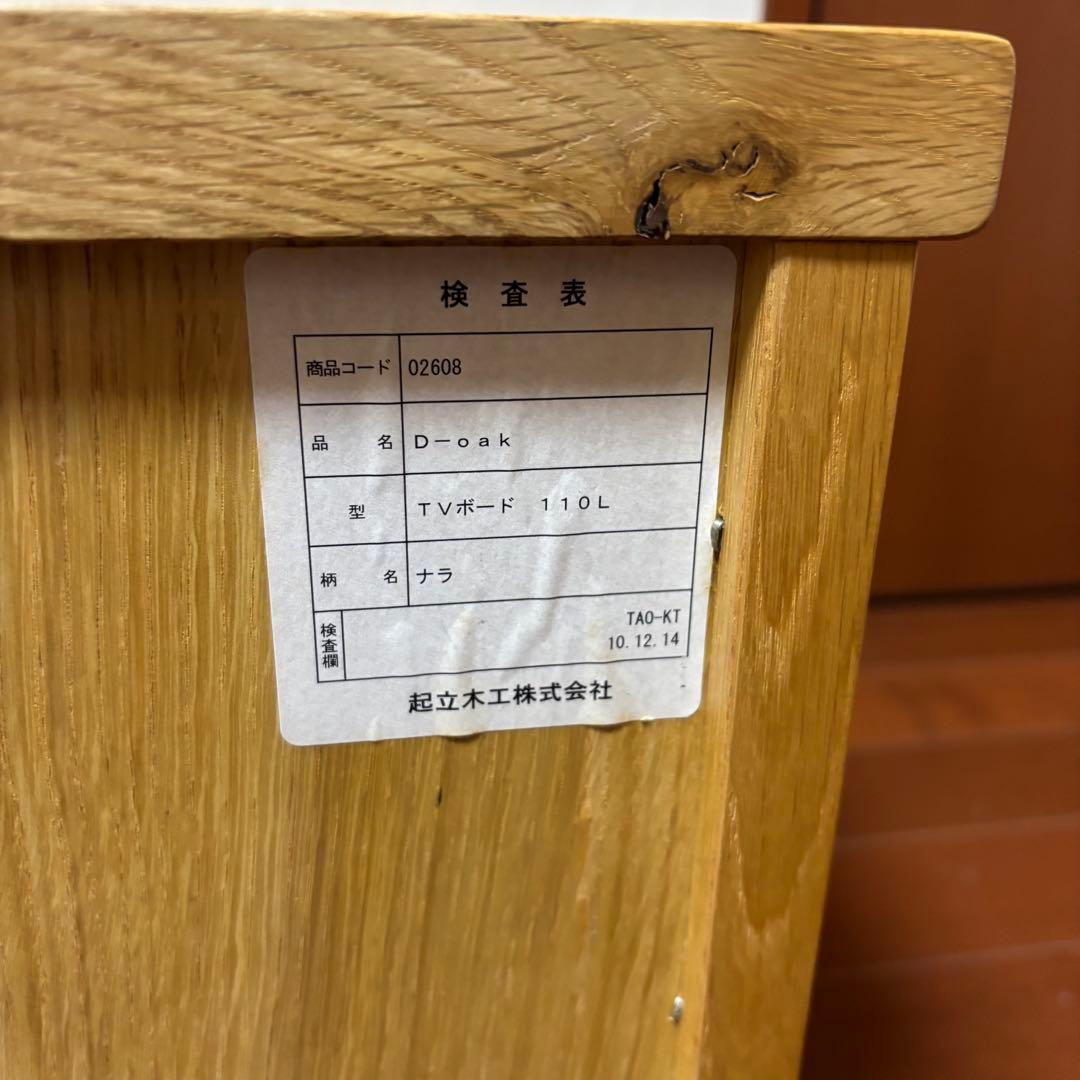 検 査 表
商品コード 02608
品 名 D-oak
型 TVボード 110L
柄 名 ナラ
検査欄 TAO-KT
10.12.14
起立木工株式会社